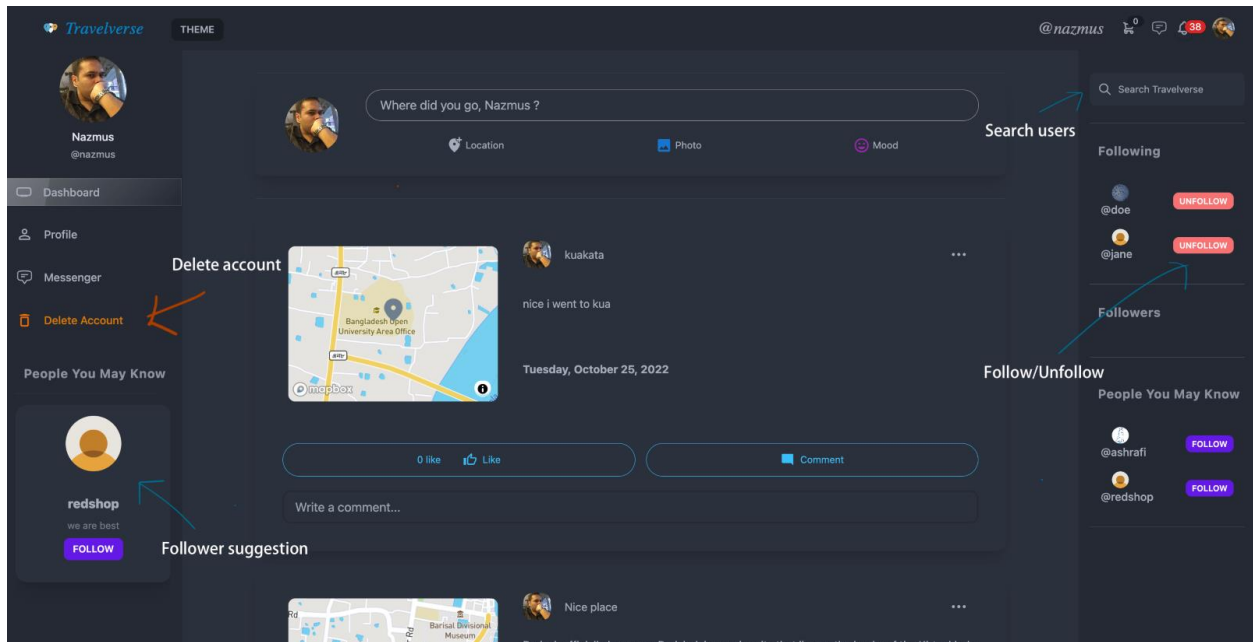 Travelverse
THEME
@nazmus
0
38
Nazmus
@nazmus
Dashboard
Profile
Messenger
Delete Account
Delete account
People You May Know
redshop
we are best
FOLLOW
Follower suggestion
Where did you go, Nazmus ?
Location
Photo
Mood
kuakata
nice i went to kua
Tuesday, October 25, 2022
Bangladesh Open
University Area Office
mapbox
0 like
Like
Comment
Write a comment...
Nice place
Rd
Rd
Barisal Divisional
Museum
Search users
Search Travelverse
Following
@doe
UNFOLLOW
@jane
UNFOLLOW
Followers
Follow/Unfollow
People You May Know
@ashrafi
FOLLOW
@redshop
FOLLOW